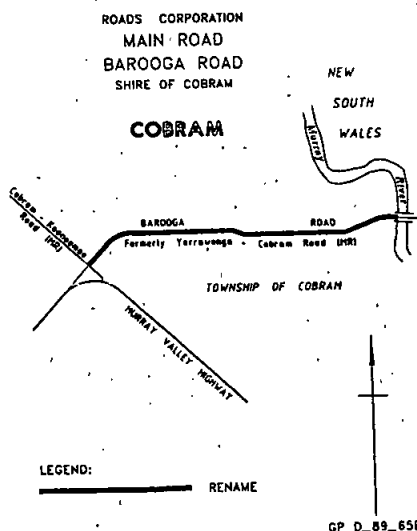 ROADS CORPORATION
MAIN ROAD
BAROOGA ROAD
SHIRE OF COBRAM
COBRAM
NEW
SOUTH
WALES
Murray
River
Cobram - Koonoomoo
Road (MR)
BAROOGA ROAD
Formerly Yarrawonga - Cobram Road (MR)
TOWNSHIP OF COBRAM
MURRAY VALLEY HIGHWAY
LEGEND:
RENAME